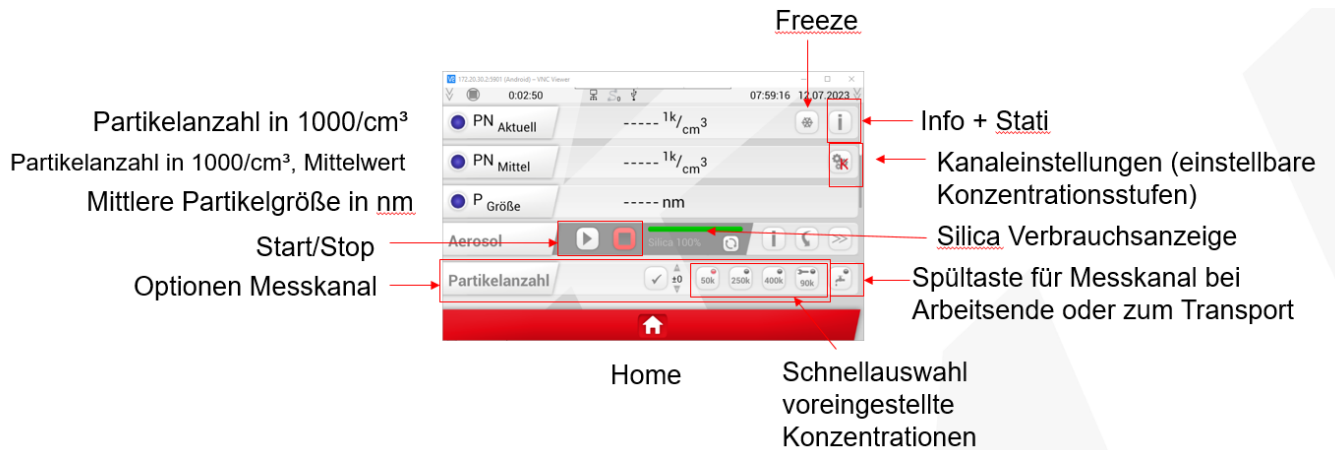 Freeze
172.20.30.2:5901 (Android) – VNC Viewer
0:02:50
07:59:16 12.07.2023
Partikelanzahl in 1000/cm³
PN Aktuell
----- 1k/cm3
i
Info + Stati
Partikelanzahl in 1000/cm³, Mittelwert
PN Mittel
----- 1k/cm3
Kanaleinstellungen (einstellbare
Konzentrationsstufen)
Mittlere Partikelgröße in nm
P Größe
----- nm
Start/Stop
Aerosol
Silica 100%
i
Silica Verbrauchsanzeige
Optionen Messkanal
Partikelanzahl
±0
50k
250k
400k
90k
Spültaste für Messkanal bei
Arbeitsende oder zum Transport
Home
Schnellauswahl
voreingestellte
Konzentrationen